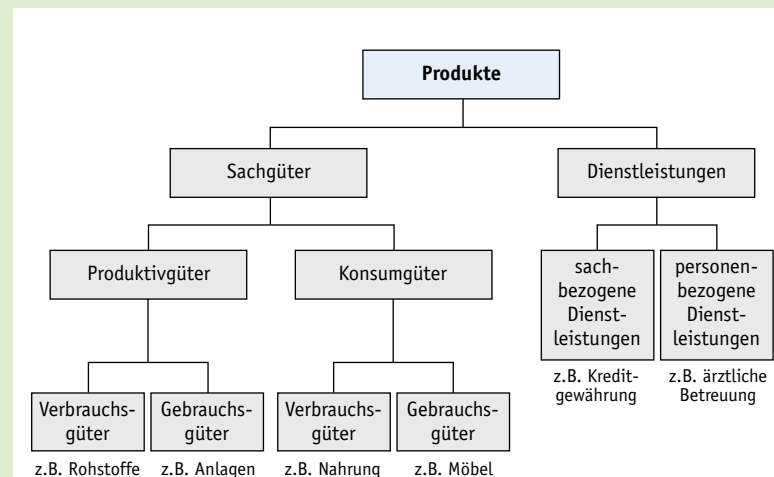 Produkte
Sachgüter
Dienstleistungen
Produktivgüter
Konsumgüter
sach-
bezogene
Dienst-
leistungen
personen-
bezogene
Dienst-
leistungen
z.B. Kredit-
gewährung
z.B. ärztliche
Betreuung
Verbrauchs-
güter
Gebrauchs-
güter
Verbrauchs-
güter
Gebrauchs-
güter
z.B. Rohstoffe
z.B. Anlagen
z.B. Nahrung
z.B. Möbel